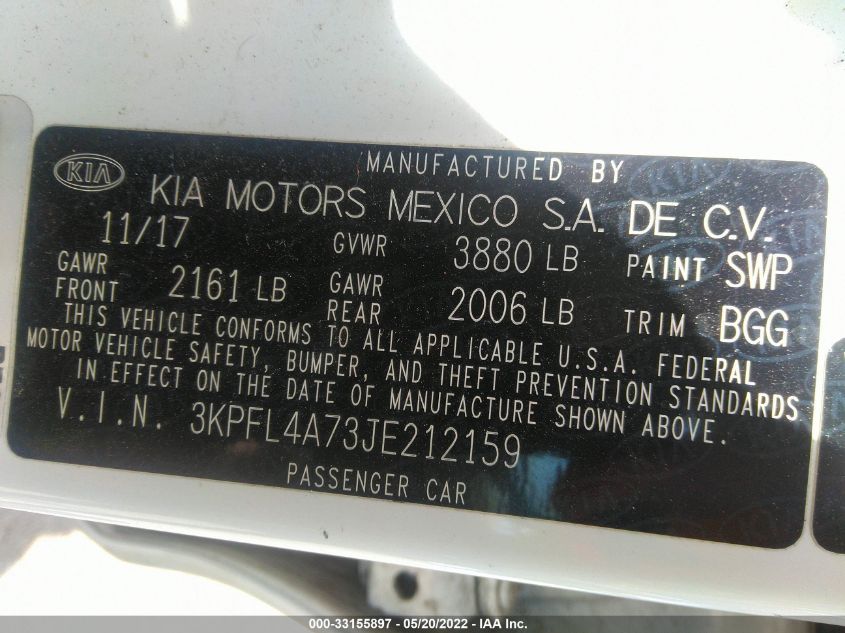 MANUFACTURED BY
KIA KIA MOTORS MEXICO S.A. DE C.V.
11/17 GVWR 3880 LB PAINT SWP
GAWR FRONT 2161 LB GAWR REAR 2006 LB TRIM BGG
THIS VEHICLE CONFORMS TO ALL APPLICABLE U.S.A. FEDERAL
MOTOR VEHICLE SAFETY, BUMPER, AND THEFT PREVENTION STANDARDS
IN EFFECT ON THE DATE OF MANUFACTURE SHOWN ABOVE.
V.I.N. 3KPFL4A73JE212159
PASSENGER CAR
000-33155897 - 05/20/2022 - IAA Inc.